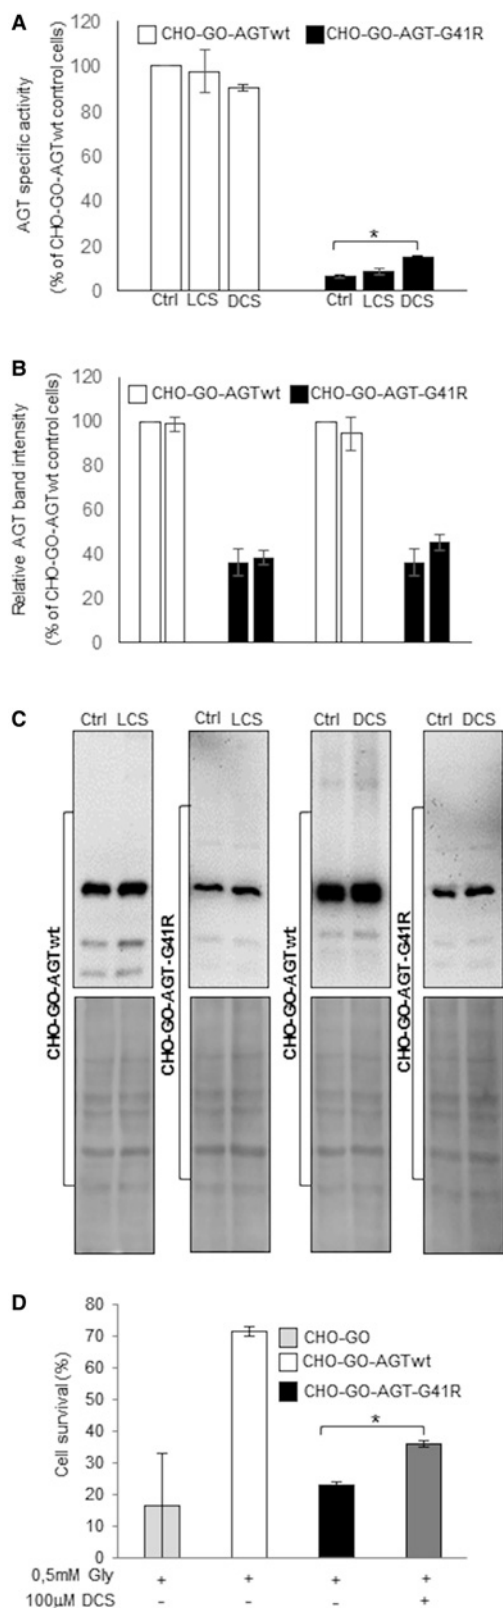 A
120
100
80
60
40
20
0
AGT specific activity
(% of CHO-GO-AGTwt control cells)
CHO-GO-AGTwt
CHO-GO-AGT-G41R
*
Ctrl LCS DCS
Ctrl LCS DCS
B
120
100
80
60
40
20
0
Relative AGT band intensity
(% of CHO-GO-AGTwt control cells)
CHO-GO-AGTwt
CHO-GO-AGT-G41R
C
Ctrl LCS
Ctrl LCS
Ctrl DCS
Ctrl DCS
CHO-GO-AGTwt
CHO-GO-AGT-G41R
CHO-GO-AGTwt
CHO-GO-AGT-G41R
D
80
70
60
50
40
30
20
10
0
Cell survival (%)
CHO-GO
CHO-GO-AGTwt
CHO-GO-AGT-G41R
*
0,5mM Gly + + + +
100μM DCS - - - +